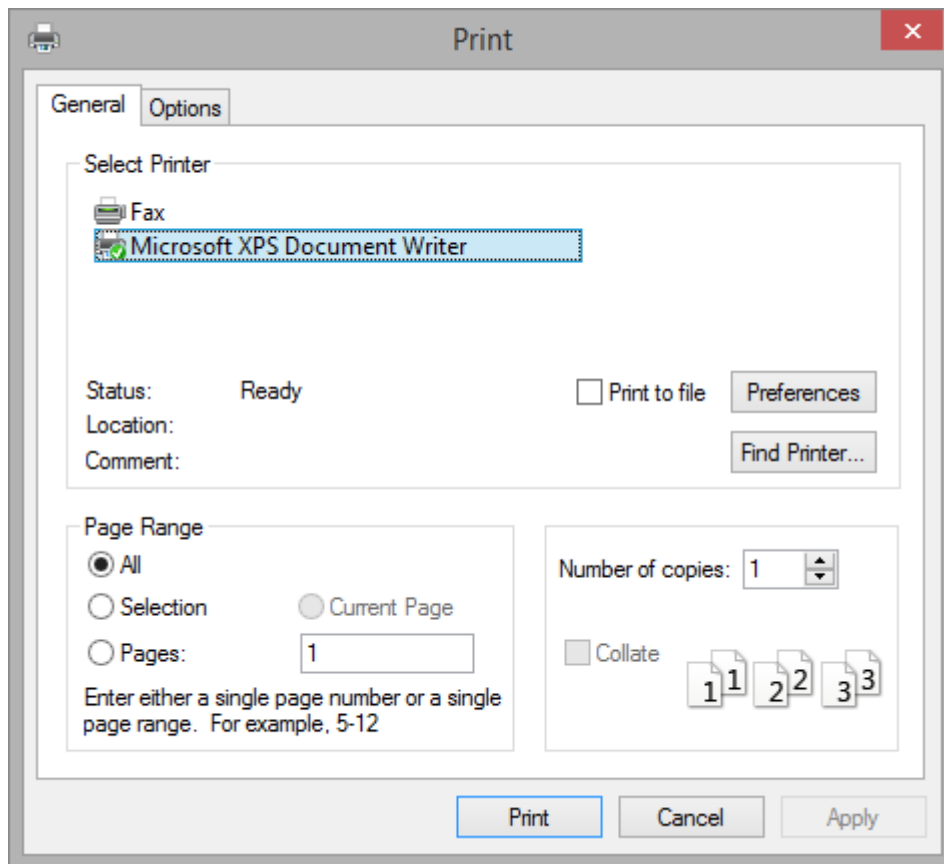 Print
General Options
Select Printer
Fax
Microsoft XPS Document Writer
Status: Ready
Print to file
Preferences
Location:
Comment:
Find Printer...
Page Range
All
Selection
Current Page
Pages: 1
Enter either a single page number or a single
page range. For example, 5-12
Number of copies: 1
Collate
1 1 2 2 3 3
Print Cancel Apply